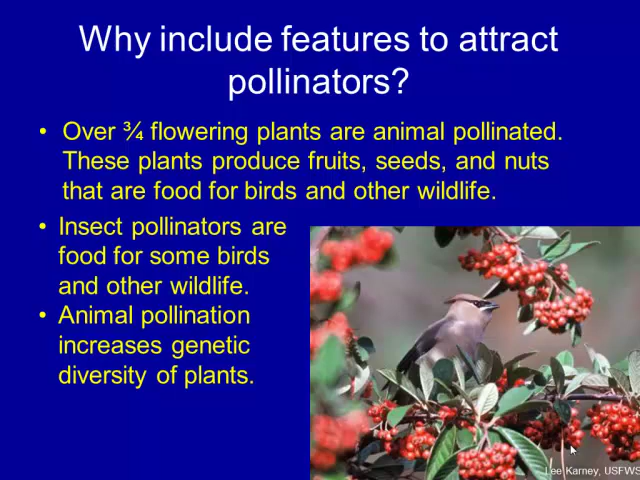 Why include features to attract
pollinators?
• Over ¾ flowering plants are animal pollinated.
These plants produce fruits, seeds, and nuts
that are food for birds and other wildlife.
• Insect pollinators are
food for some birds
and other wildlife.
• Animal pollination
increases genetic
diversity of plants.
Lee Karney, USFWS